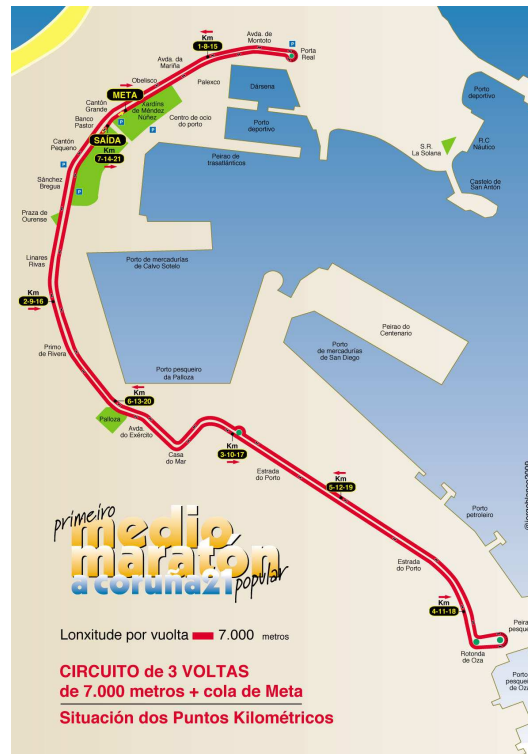 Km
1-8-15
Avda. de
Montoto
Porta
Real
Avda. da
Mariña
Obelisco
Palexco
META
Cantón
Grande
Xardins
de Méndez
Núñez
Banco
Pastor
Centro de ocio
do porto
SAÍDA
Km
7-14-21
Cantón
Pequeno
Sánchez
Bregua
Praza de
Ourense
Linares
Rivas
Dársena
Porto
deportivo
Peirao de
trasatlánticos
Porto
deportivo
S.R.
La Solana
R.C.
Náutico
Castelo de
San Antón
Porto de mercadurías
de Calvo Sotelo
Km
2-9-16
Primo
de Rivera
Peirao do
Centenario
Porto
de mercadurías
de San Diego
Porto pesqueiro
da Palloza
Km
6-13-20
Palloza
Avda.
do Exército
Casa
do Mar
Km
3-10-17
Estrada
do Porto
Km
5-12-19
Porto
petroleiro
Estrada
do Porto
Km
4-11-18
Rotonda
de Oza
Peira
pesque
Porto
pesque
de Oza
primeiro
medio
maratón
a coruña21
popular
Lonxitude por vuolta 7.000 metros
CIRCUITO de 3 VOLTAS
de 7.000 metros + cola de Meta
Situación dos Puntos Kilométricos